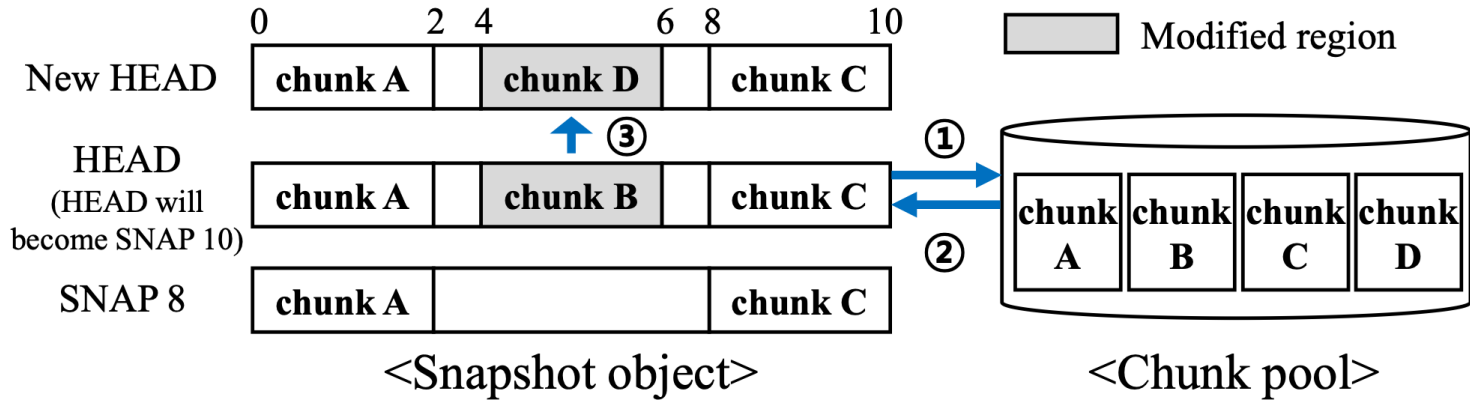 0 2 4 6 8 10
Modified region
New HEAD
chunk A
chunk D
chunk C
③
①
HEAD
(HEAD will
become SNAP 10)
chunk A
chunk B
chunk C
②
chunk
A
chunk
B
chunk
C
chunk
D
SNAP 8
chunk A
chunk C
<Snapshot object>
<Chunk pool>